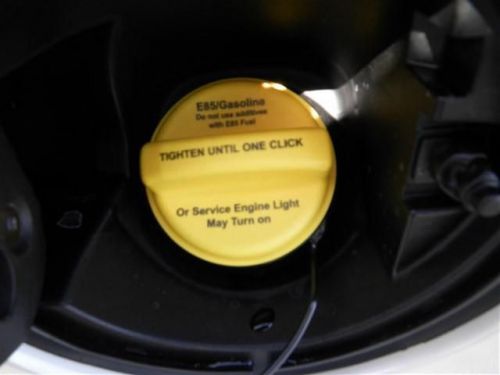 E85/Gasoline
Do not use additives
with E85 Fuel
TIGHTEN UNTIL ONE CLICK
Or Service Engine Light
May Turn on